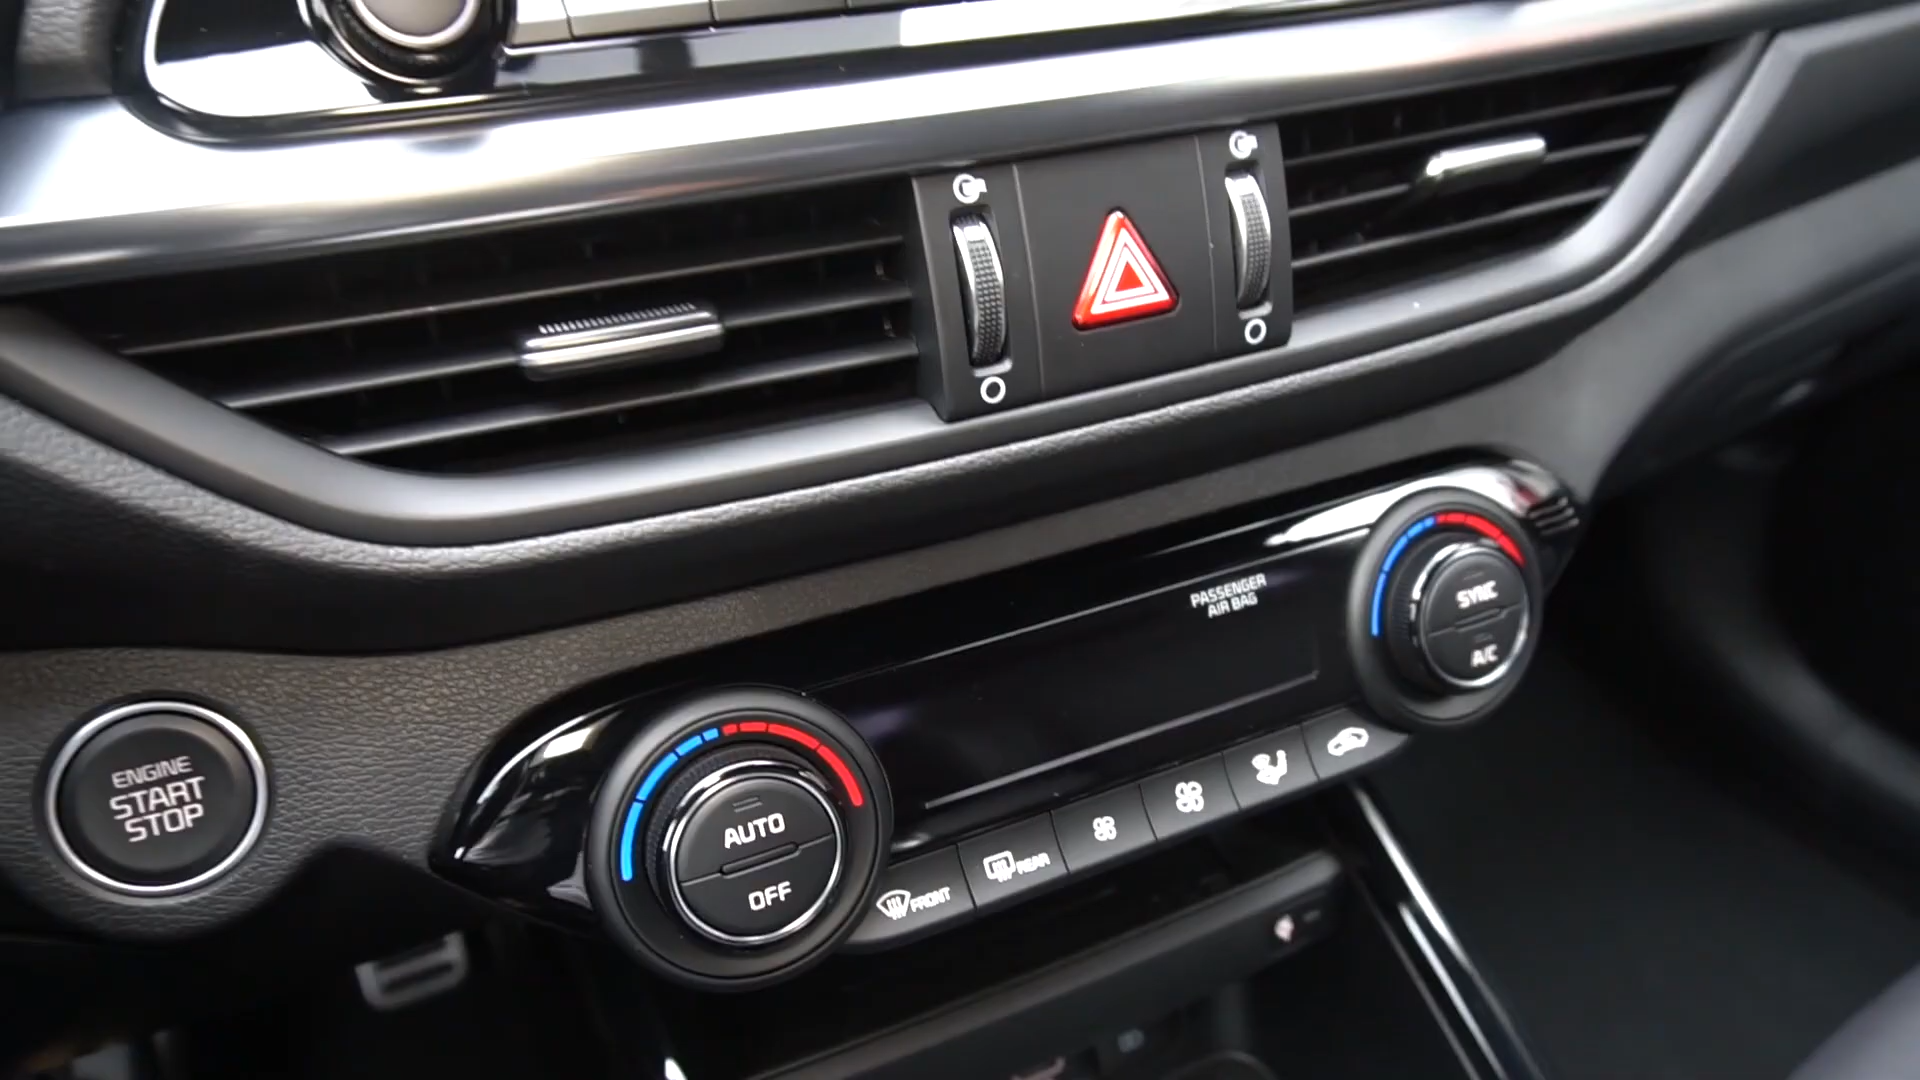 PASSENGER
AIR BAG
SYNC
A/C
ENGINE
START
STOP
AUTO
OFF
FRONT
REAR